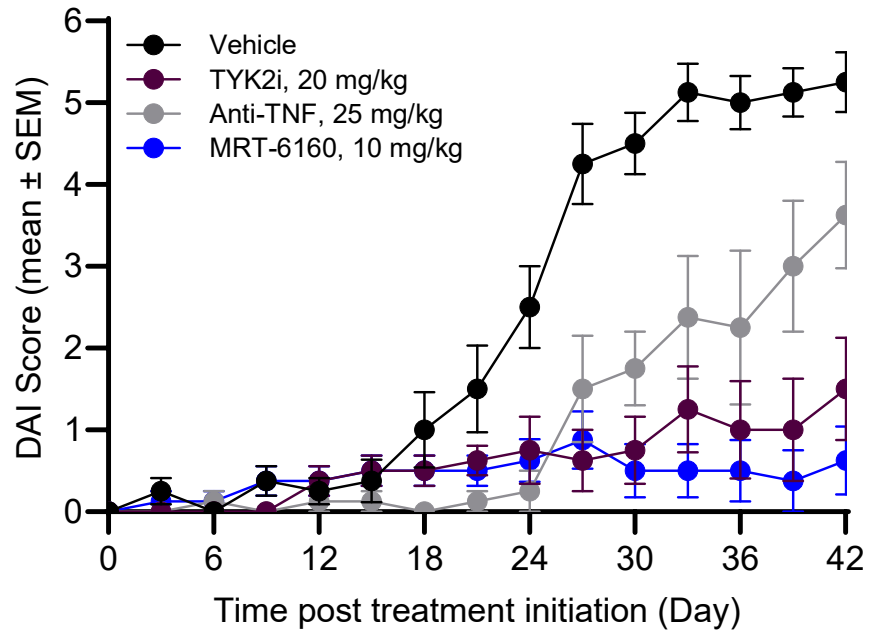 DAI Score (mean ± SEM)
6
5
4
3
2
1
0
Vehicle
TYK2i, 20 mg/kg
Anti-TNF, 25 mg/kg
MRT-6160, 10 mg/kg
0 6 12 18 24 30 36 42
Time post treatment initiation (Day)